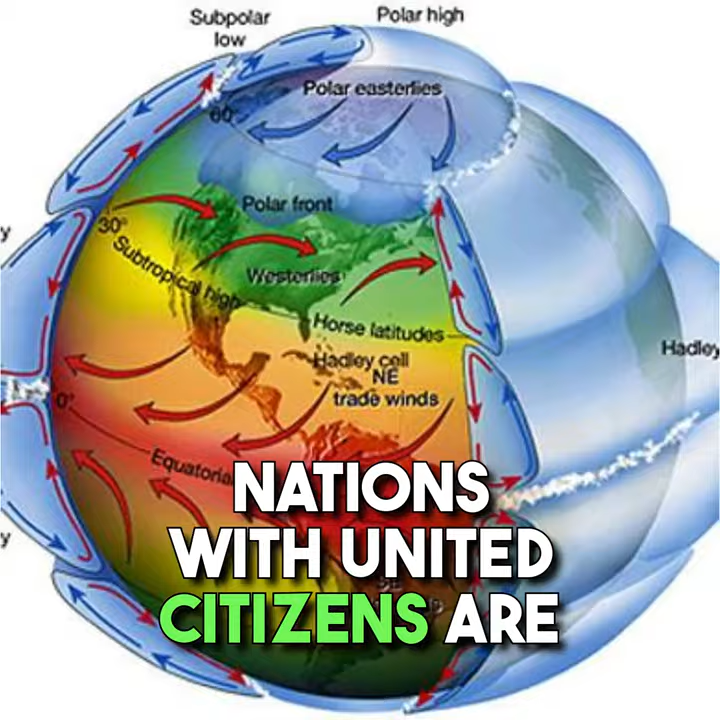 Subpolar
low
Polar high
Polar easterlies
60°
Polar front
30°
Subtropical high
Westerlies
Horse latitudes
Hadley cell
NE
trade winds
Hadley
0°
Equatorial
y
y
NATIONS
WITH UNITED
CITIZENS ARE